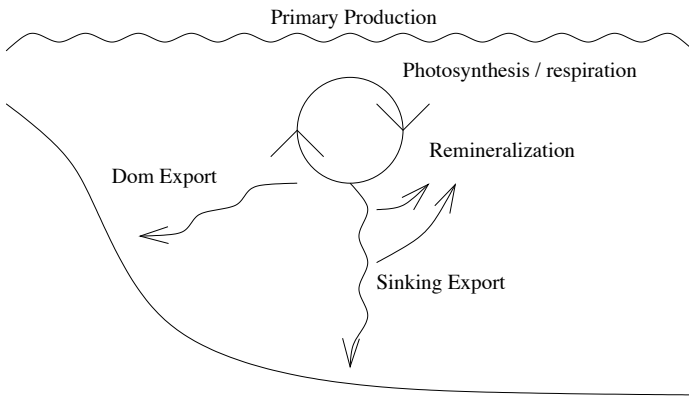 Primary Production
Photosynthesis / respiration
Remineralization
Dom Export
Sinking Export